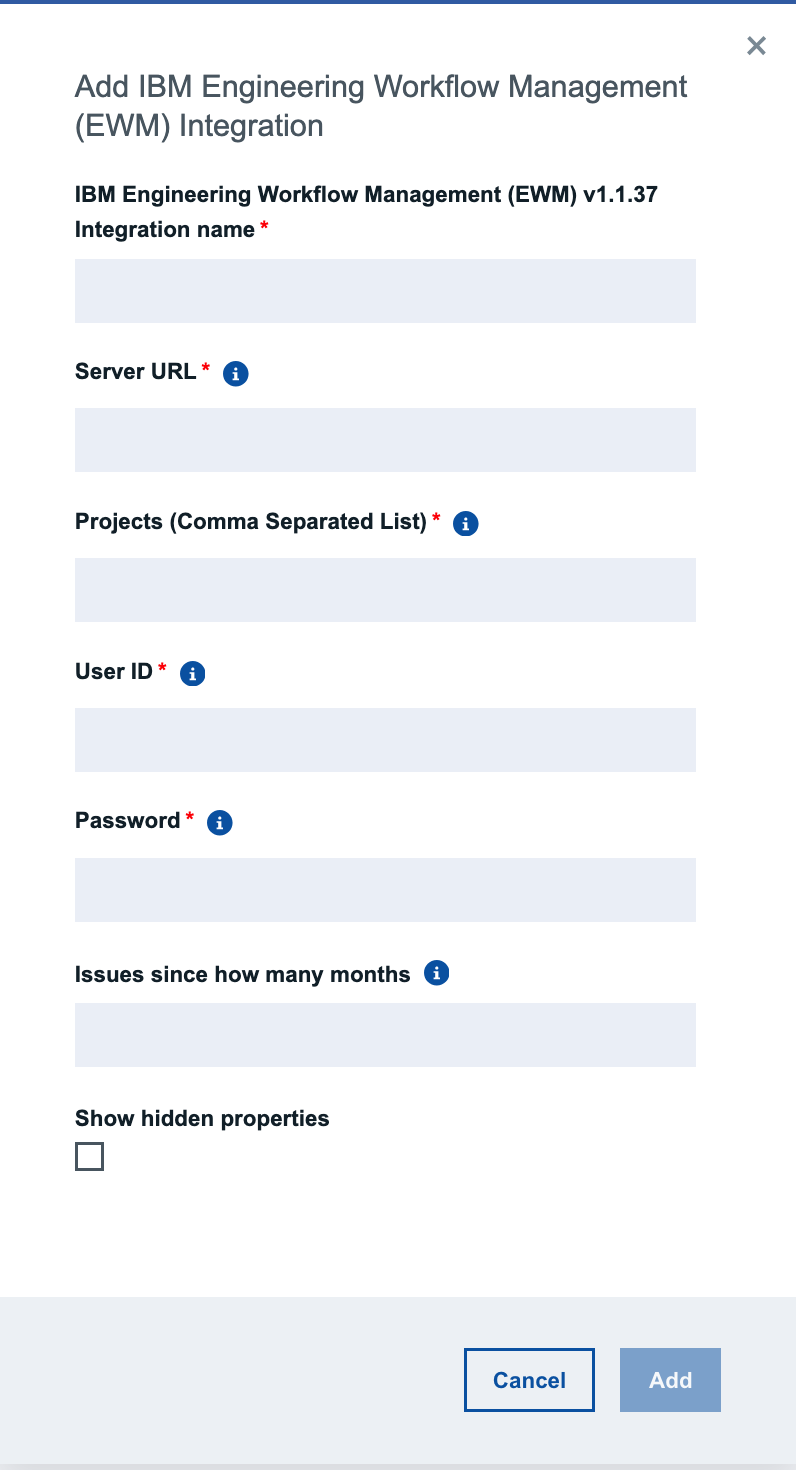 Add IBM Engineering Workflow Management
(EWM) Integration
IBM Engineering Workflow Management (EWM) v1.1.37
Integration name *
Server URL *
Projects (Comma Separated List) *
User ID *
Password *
Issues since how many months
Show hidden properties
Cancel
Add